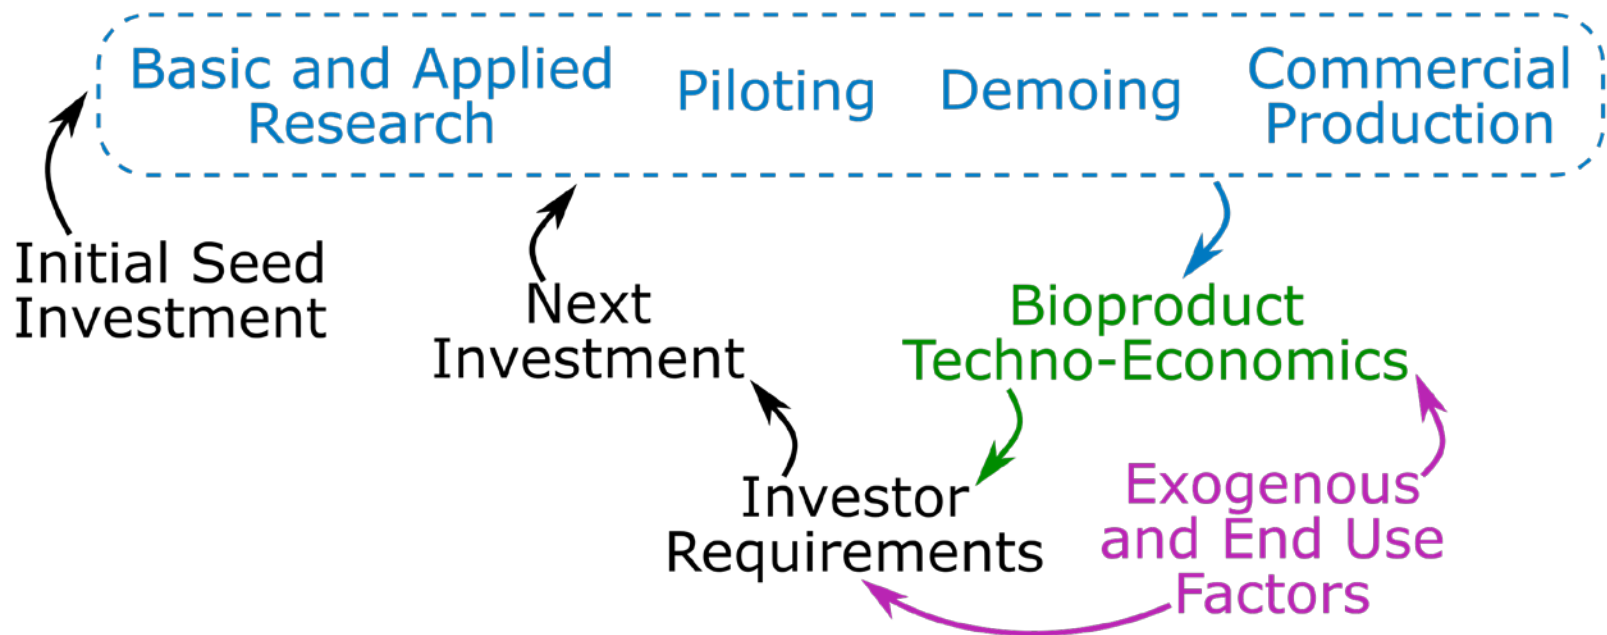 Basic and Applied
Research
Piloting
Demoing
Commercial
Production
Initial Seed
Investment
Next
Investment
Bioproduct
Techno-Economics
Investor
Requirements
Exogenous
and End Use
Factors